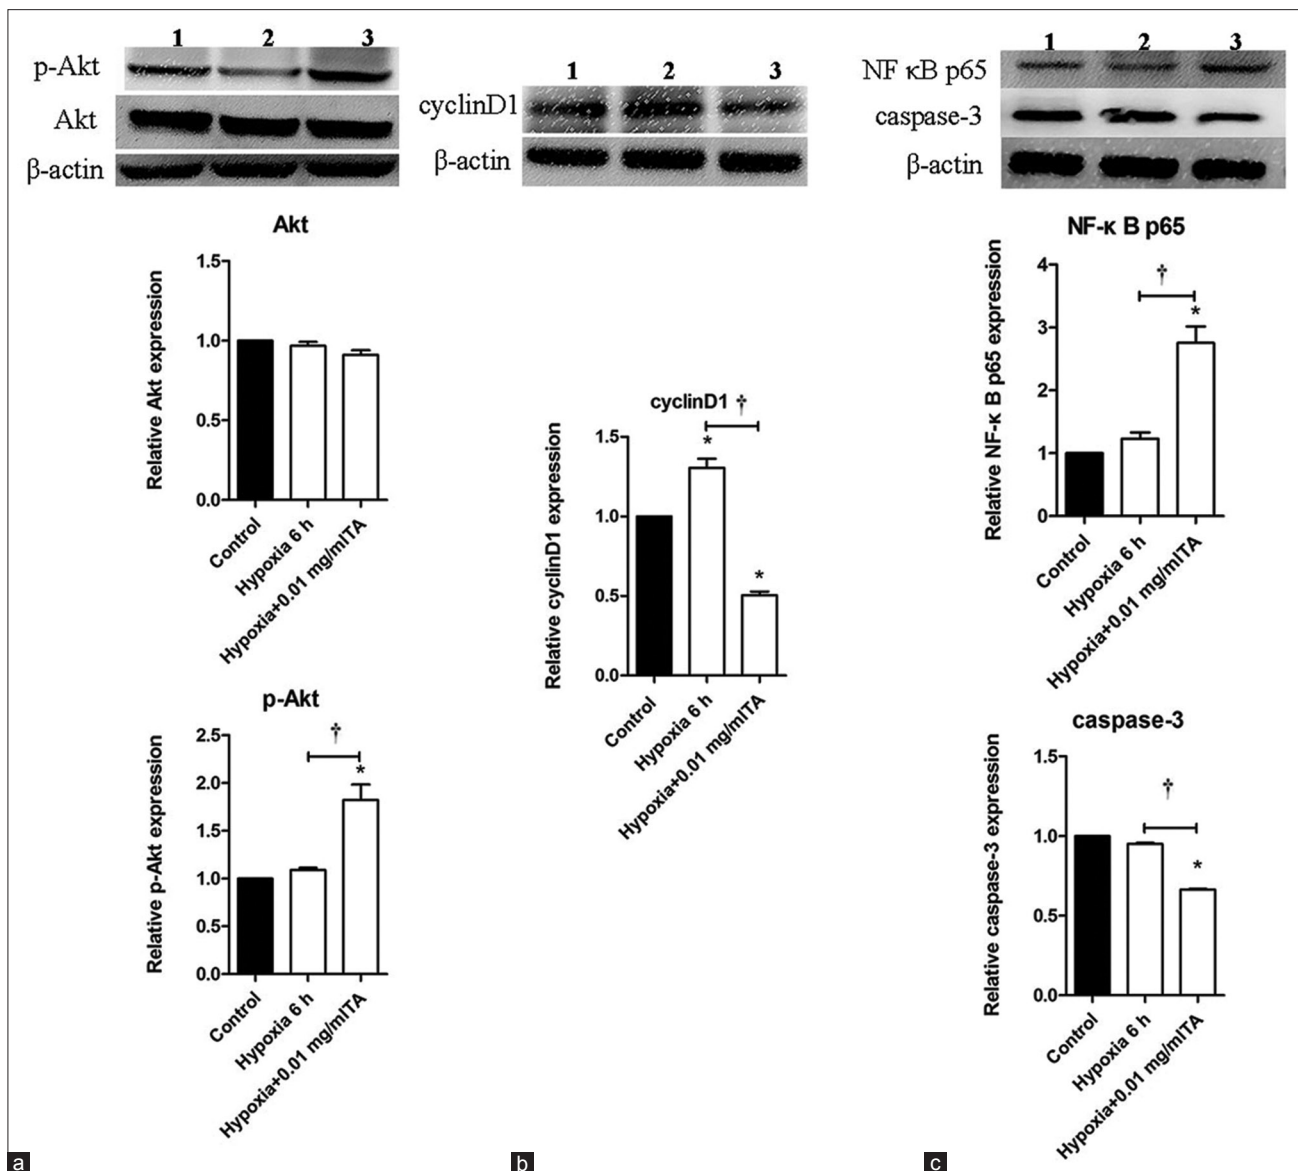 1 2 3
p-Akt
Akt
β-actin
Akt
1.5
1.0
0.5
0.0
Relative Akt expression
Control
Hypoxia 6 h
Hypoxia+0.01 mg/mlTA
p-Akt
†
*
2.5
2.0
1.5
1.0
0.5
0.0
Relative p-Akt expression
Control
Hypoxia 6 h
Hypoxia+0.01 mg/mlTA
a
1 2 3
cyclinD1
β-actin
cyclinD1 †
*
*
1.5
1.0
0.5
0.0
Relative cyclinD1 expression
Control
Hypoxia 6 h
Hypoxia+0.01 mg/mlTA
b
1 2 3
NF κB p65
caspase-3
β-actin
NF-κ B p65
†
*
4
3
2
1
0
Relative NF-κ B p65 expression
Control
Hypoxia 6 h
Hypoxia+0.01 mg/mlTA
caspase-3
†
*
1.5
1.0
0.5
0.0
Relative caspase-3 expression
Control
Hypoxia 6 h
Hypoxia+0.01 mg/mlTA
c